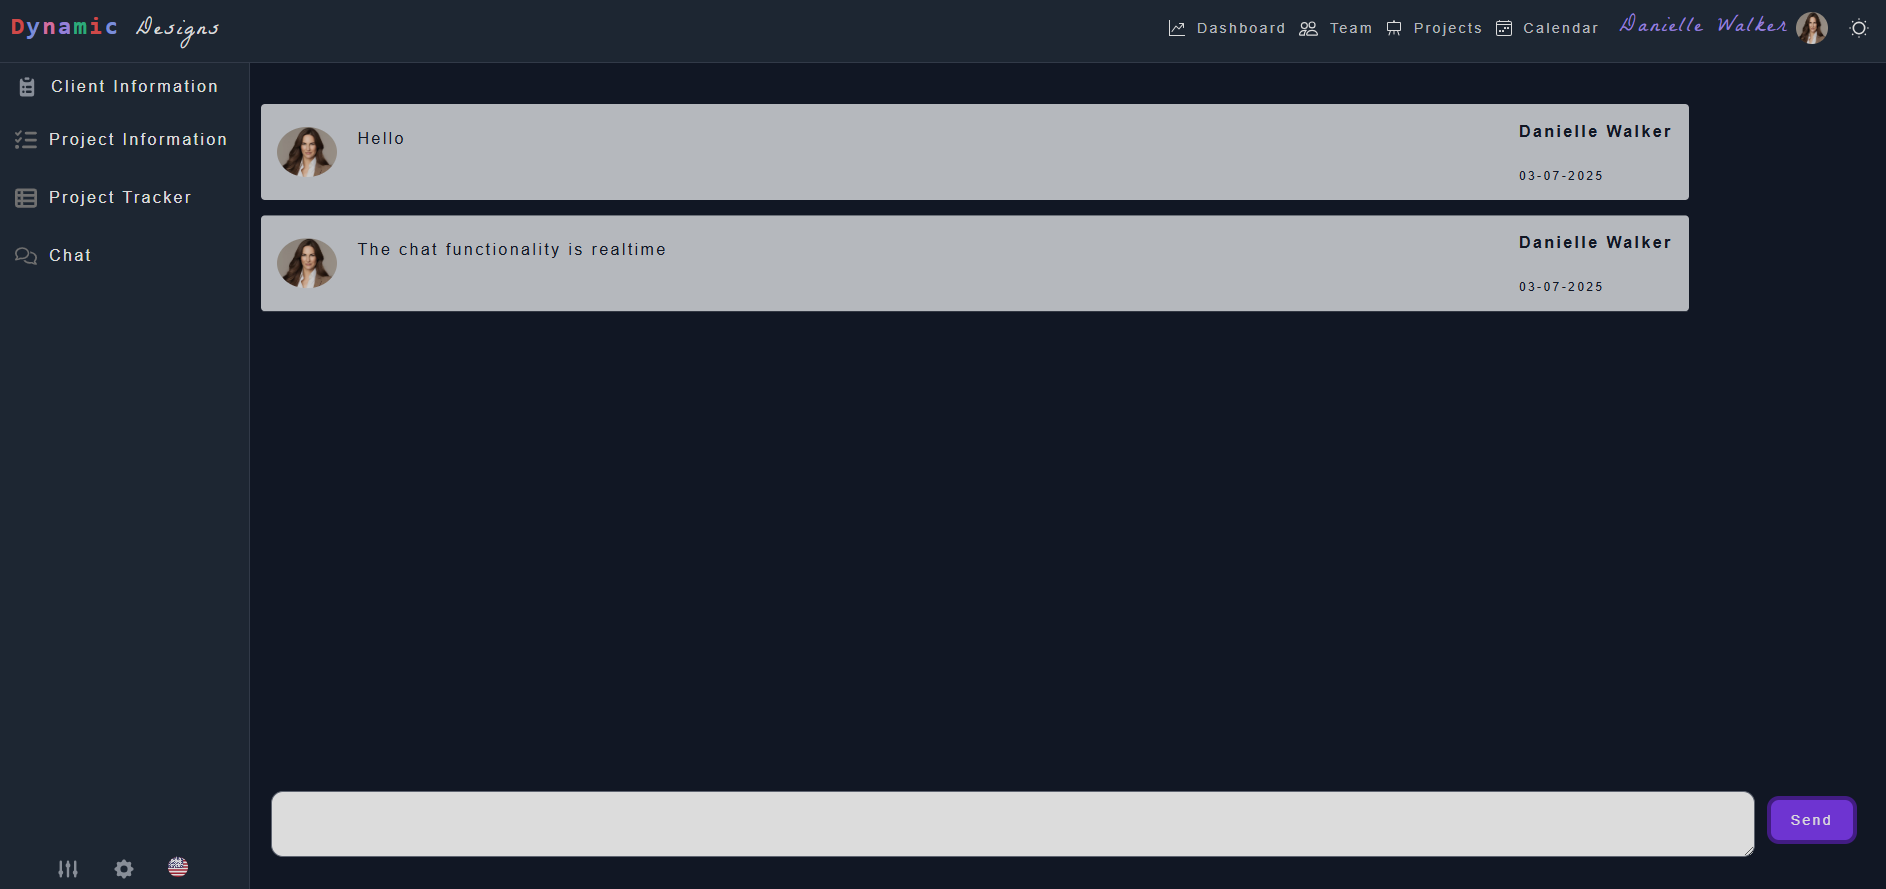 Dynamic Designs
Dashboard Team Projects Calendar Danielle Walker
Client Information
Project Information
Project Tracker
Chat
Hello
Danielle Walker
03-07-2025
The chat functionality is realtime
Danielle Walker
03-07-2025
Send